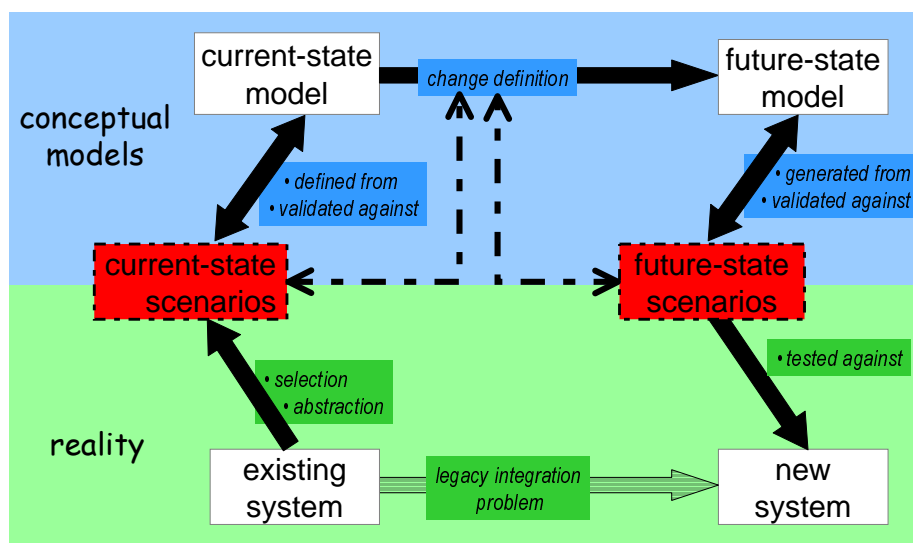 current-state
model
change definition
future-state
model
conceptual
models
• defined from
• validated against
• generated from
• validated against
current-state
scenarios
future-state
scenarios
• selection
• abstraction
• tested against
reality
existing
system
legacy integration
problem
new
system